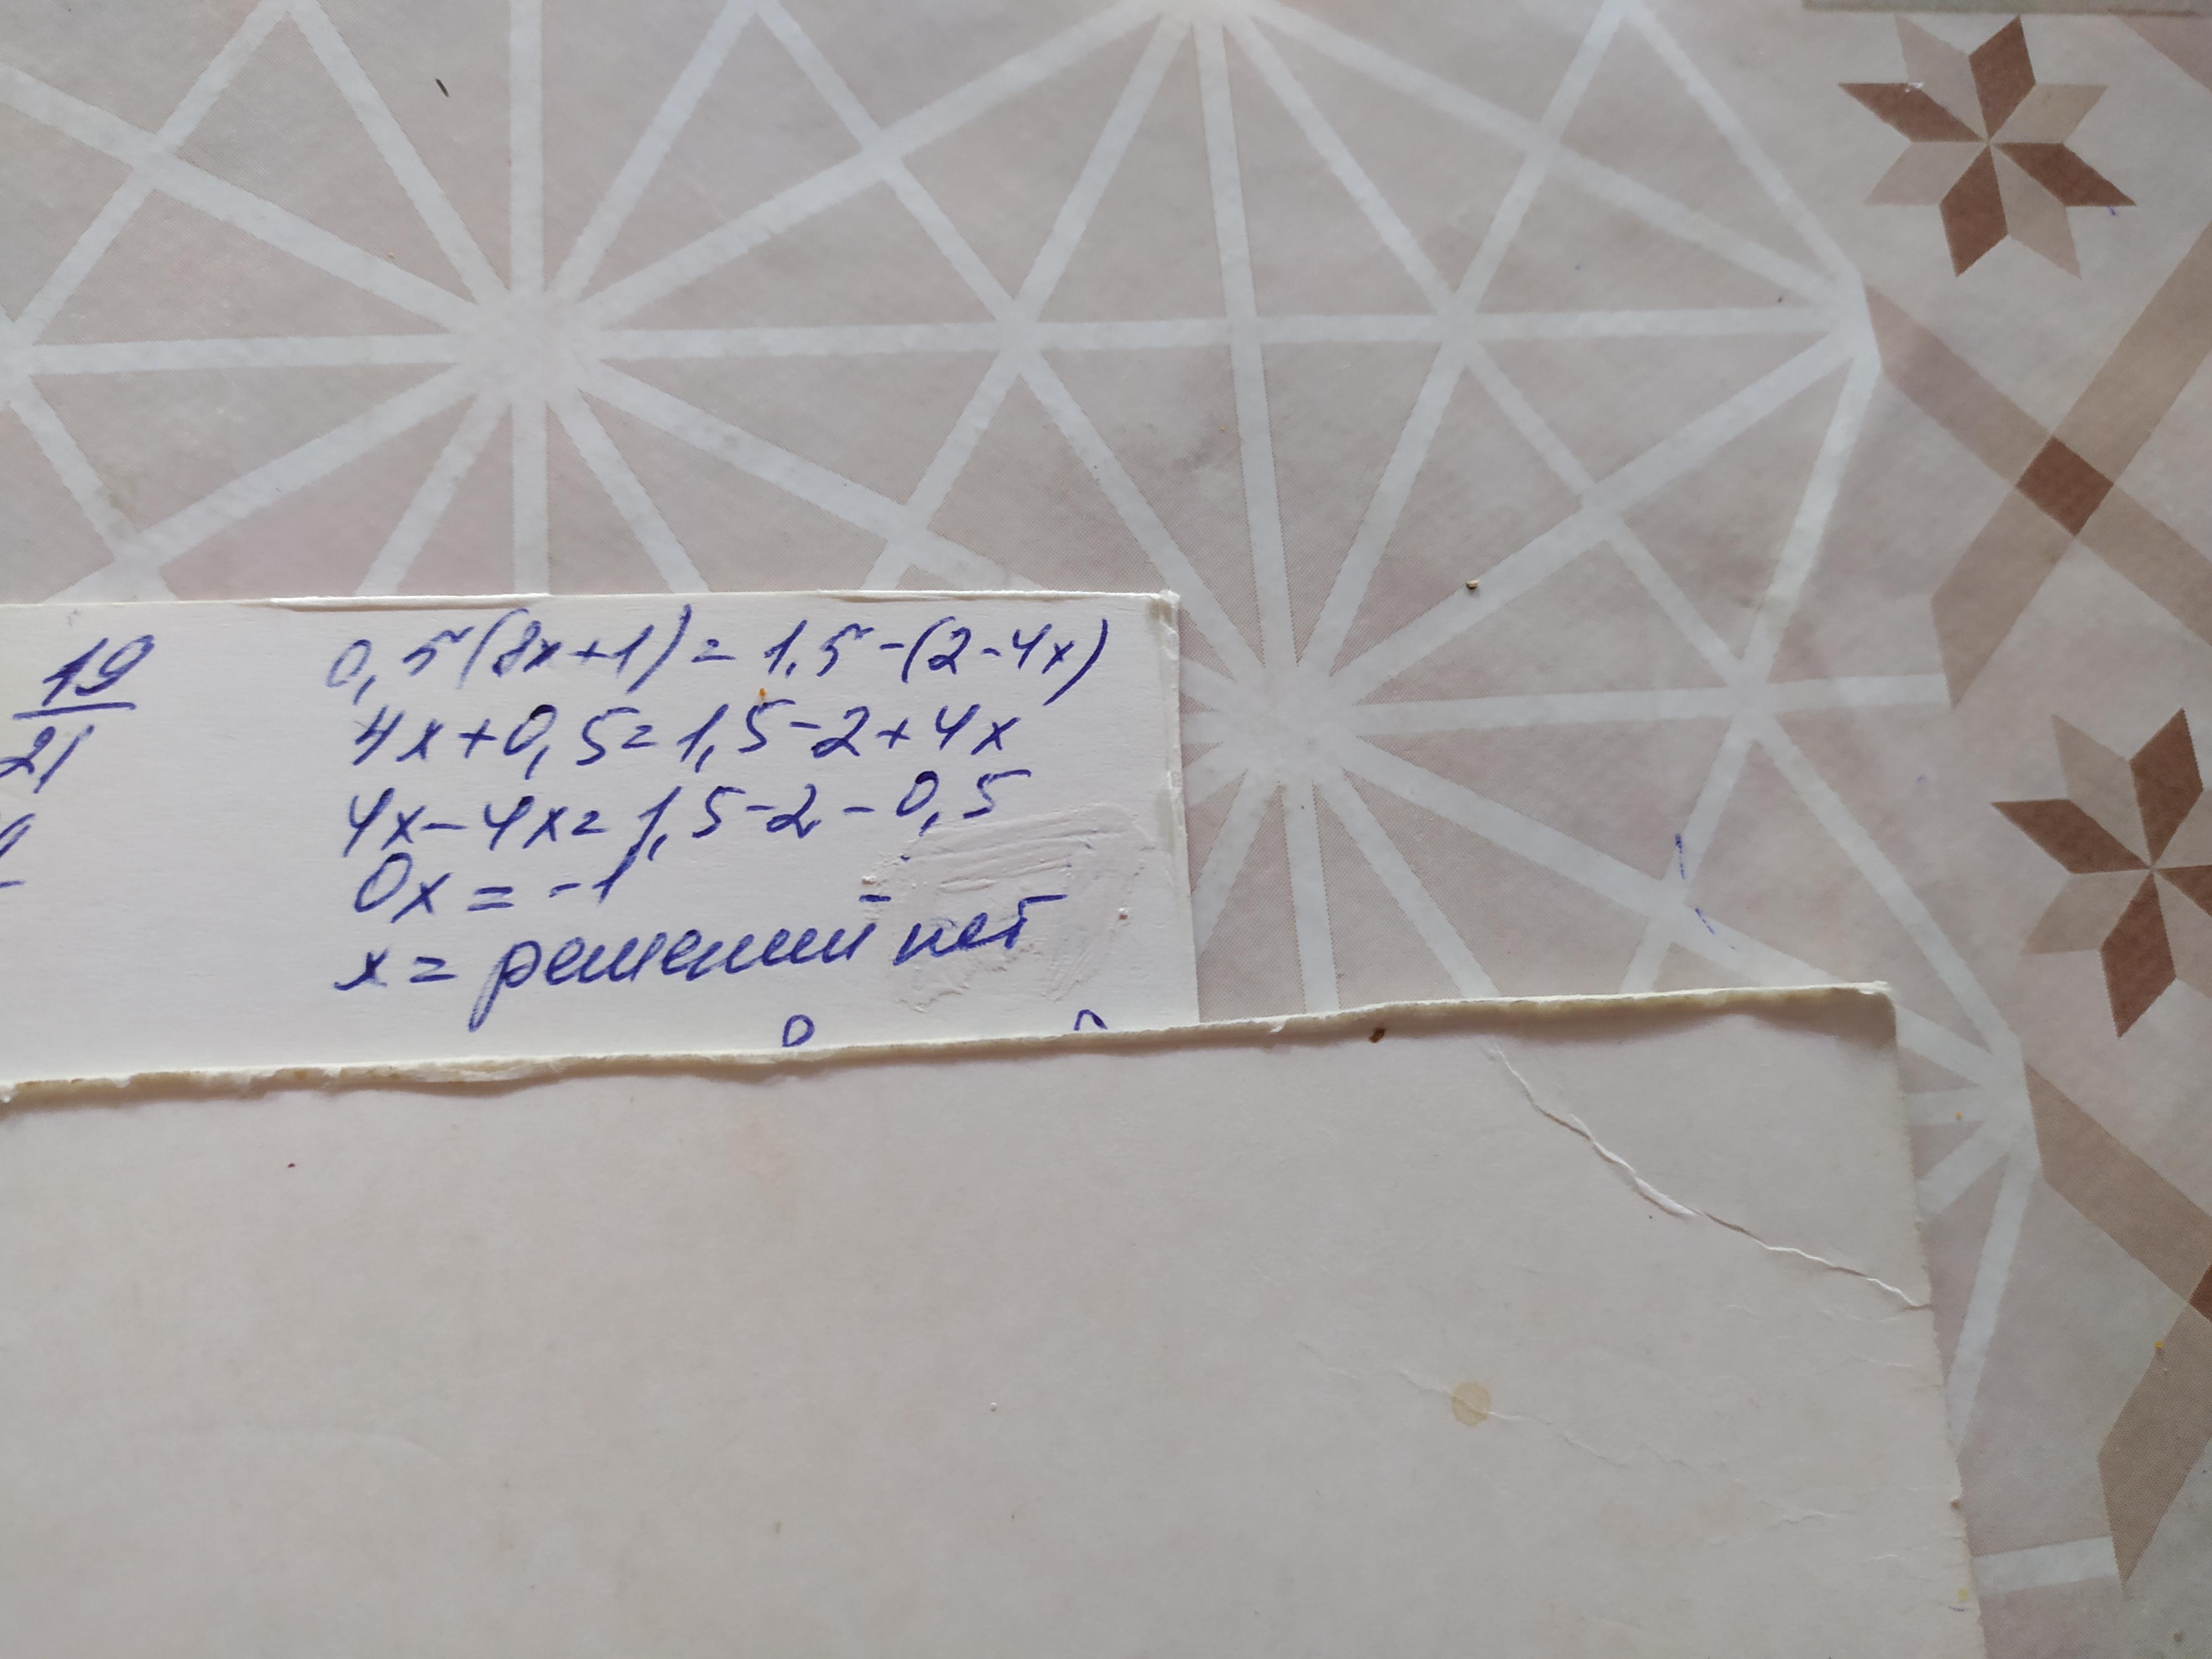 19
21
0,5(8x+1)=1,5-(2-4x)
4x+0,5=1,5-2+4x
4x-4x=1,5-2-0,5
0x=-1
x=решений нет